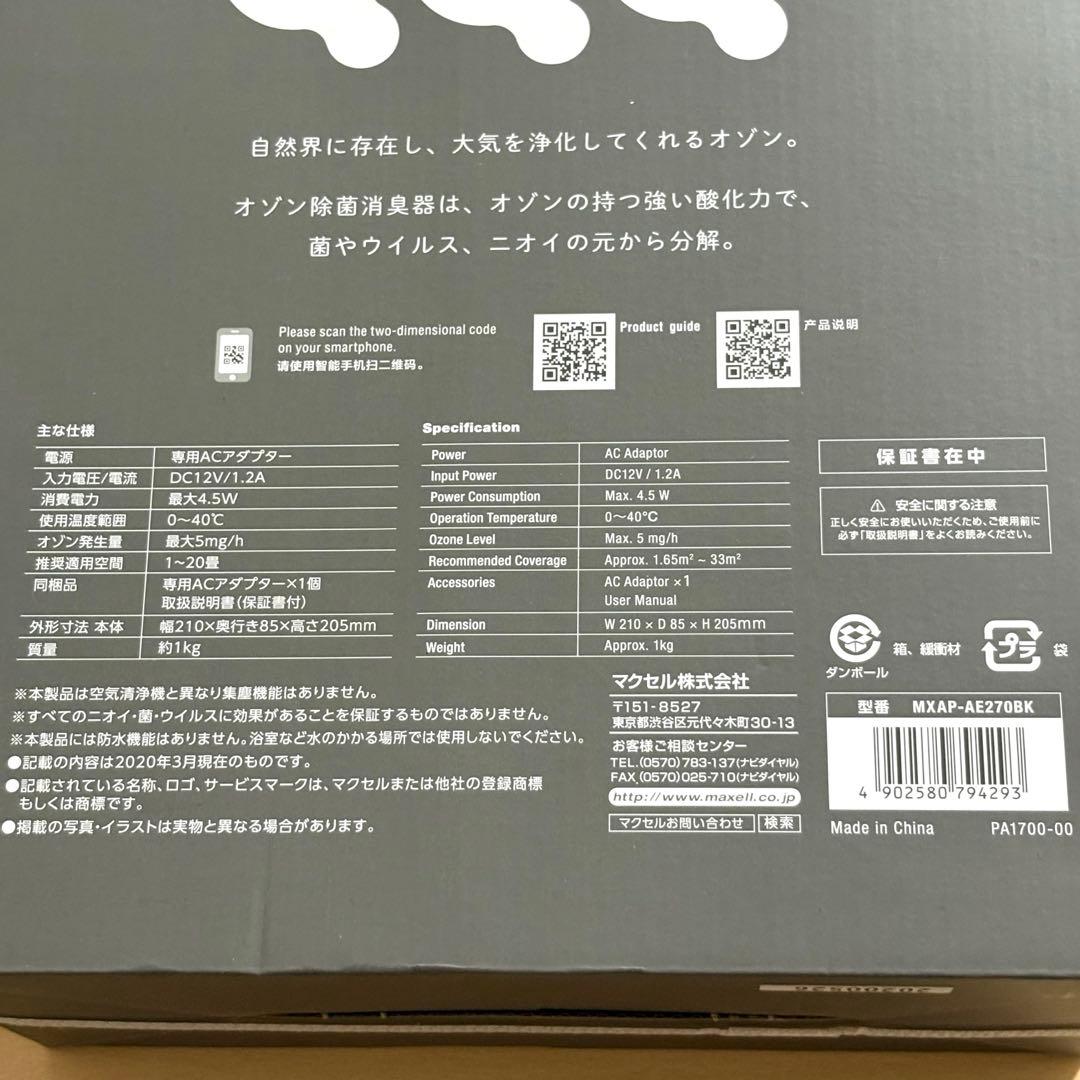 自然界に存在し、大気を浄化してくれるオゾン。
オゾン除菌消臭器は、オゾンの持つ強い酸化力で、
菌やウイルス、ニオイの元から分解。
Please scan the two-dimensional code
on your smartphone.
请使用智能手机扫二维码。
Product guide
产品说明
主な仕様
電源 専用ACアダプター
入力電圧/電流 DC12V/1.2A
消費電力 最大4.5W
使用温度範囲 0〜40℃
オゾン発生量 最大5mg/h
推奨適用空間 1〜20畳
同梱品 専用ACアダプター×1個
取扱説明書(保証書付)
外形寸法 本体 幅210×奥行き85×高さ205mm
質量 約1kg
Specification
Power AC Adaptor
Input Power DC12V / 1.2A
Power Consumption Max. 4.5 W
Operation Temperature 0〜40℃
Ozone Level Max. 5 mg/h
Recommended Coverage Approx. 1.65m² ~ 33m²
Accessories AC Adaptor ×1
User Manual
Dimension W 210 × D 85 × H 205mm
Weight Approx. 1kg
保証書在中
⚠ 安全に関する注意
正しく安全にお使いいただくため、ご使用前に
必ず「取扱説明書」をよくお読みください。
ダンボール
箱、緩衝材
プラ
袋
※本製品は空気清浄機と異なり集塵機能はありません。
※すべてのニオイ・菌・ウイルスに効果があることを保証するものではありません。
※本製品には防水機能はありません。浴室など水のかかる場所では使用しないでください。
●記載の内容は2020年3月現在のものです。
●記載されている名称、ロゴ、サービスマークは、マクセルまたは他社の登録商標
もしくは商標です。
●掲載の写真・イラストは実物と異なる場合があります。
マクセル株式会社
〒151-8527
東京都渋谷区元代々木町30-13
お客様ご相談センター
TEL.(0570)783-137(ナビダイヤル)
FAX.(0570)025-710(ナビダイヤル)
http://www.maxell.co.jp
マクセルお問い合わせ 検索
型番 MXAP-AE270BK
4 902580 794293
Made in China PA1700-00
20200526